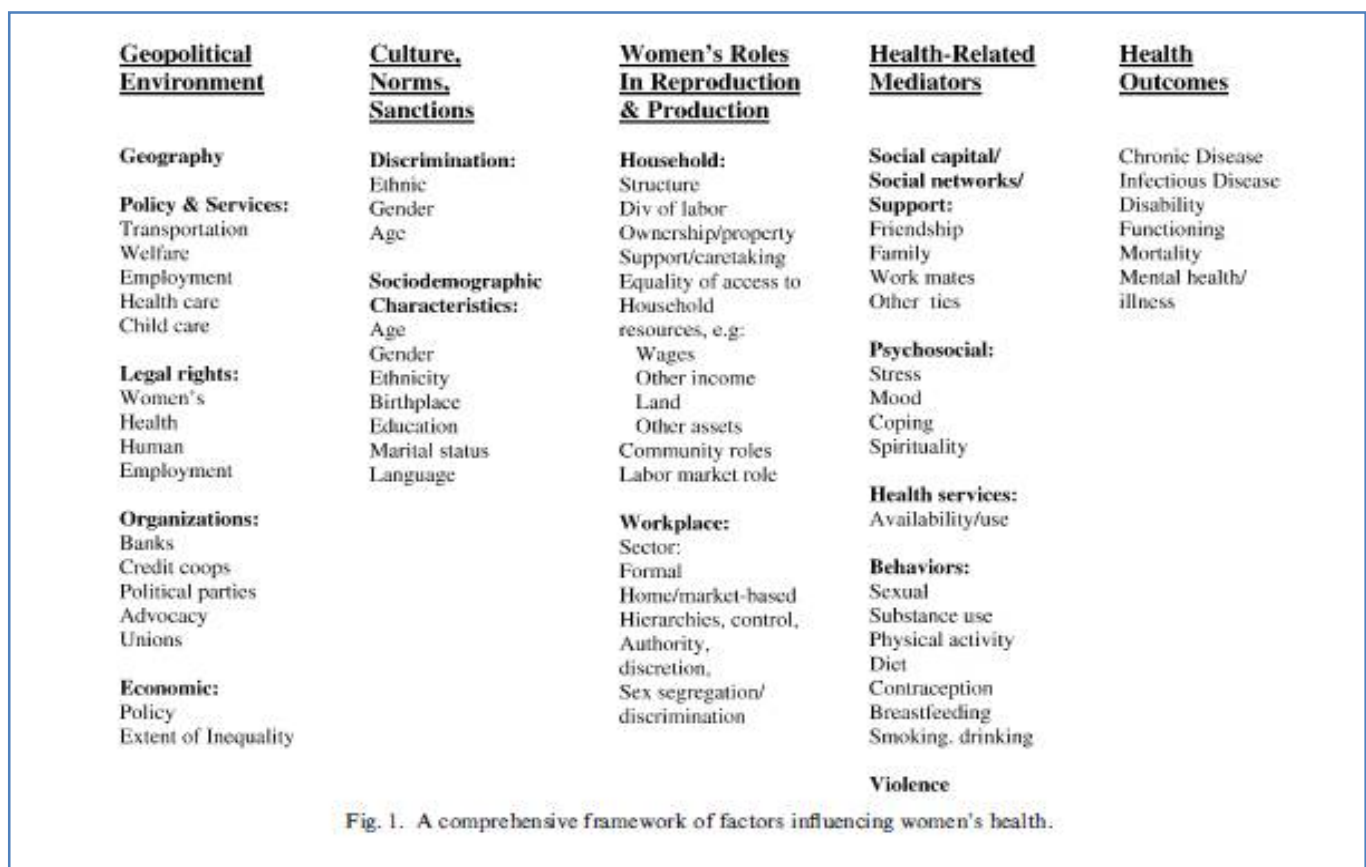 Geopolitical
Environment
Geography
Policy & Services:
Transportation
Welfare
Employment
Health care
Child care
Legal rights:
Women's
Health
Human
Employment
Organizations:
Banks
Credit coops
Political parties
Advocacy
Unions
Economic:
Policy
Extent of Inequality
Culture,
Norms,
Sanctions
Discrimination:
Ethnic
Gender
Age
Sociodemographic
Characteristics:
Age
Gender
Ethnicity
Birthplace
Education
Marital status
Language
Women's Roles
In Reproduction
& Production
Household:
Structure
Div of labor
Ownership/property
Support/caretaking
Equality of access to
Household
resources, e.g:
Wages
Other income
Land
Other assets
Community roles
Labor market role
Workplace:
Sector:
Formal
Home/market-based
Hierarchies, control,
Authority,
discretion,
Sex segregation/
discrimination
Health-Related
Mediators
Social capital/
Social networks/
Support:
Friendship
Family
Work mates
Other ties
Psychosocial:
Stress
Mood
Coping
Spirituality
Health services:
Availability/use
Behaviors:
Sexual
Substance use
Physical activity
Diet
Contraception
Breastfeeding
Smoking. drinking
Violence
Health
Outcomes
Chronic Disease
Infectious Disease
Disability
Functioning
Mortality
Mental health/
illness
Fig. 1. A comprehensive framework of factors influencing women's health.